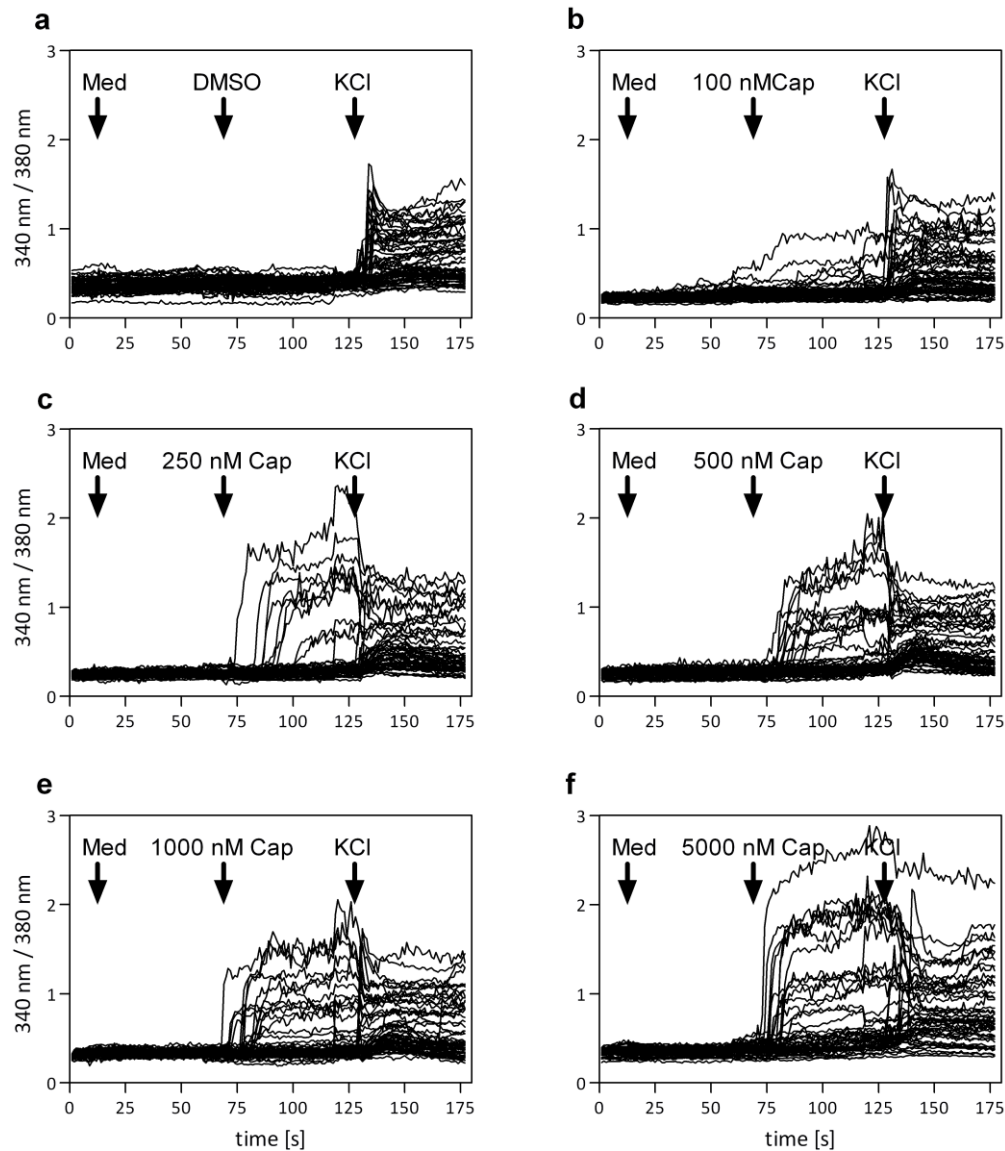 a
3
Med DMSO KCl
2
1
0
340 nm / 380 nm
0 25 50 75 100 125 150 175
b
3
Med 100 nMCap KCl
2
1
0
0 25 50 75 100 125 150 175
c
3
Med 250 nM Cap KCl
2
1
0
340 nm / 380 nm
0 25 50 75 100 125 150 175
d
3
Med 500 nM Cap KCl
2
1
0
0 25 50 75 100 125 150 175
e
3
Med 1000 nM Cap KCl
2
1
0
340 nm / 380 nm
0 25 50 75 100 125 150 175
time [s]
f
3
Med 5000 nM Cap KCl
2
1
0
0 25 50 75 100 125 150 175
time [s]